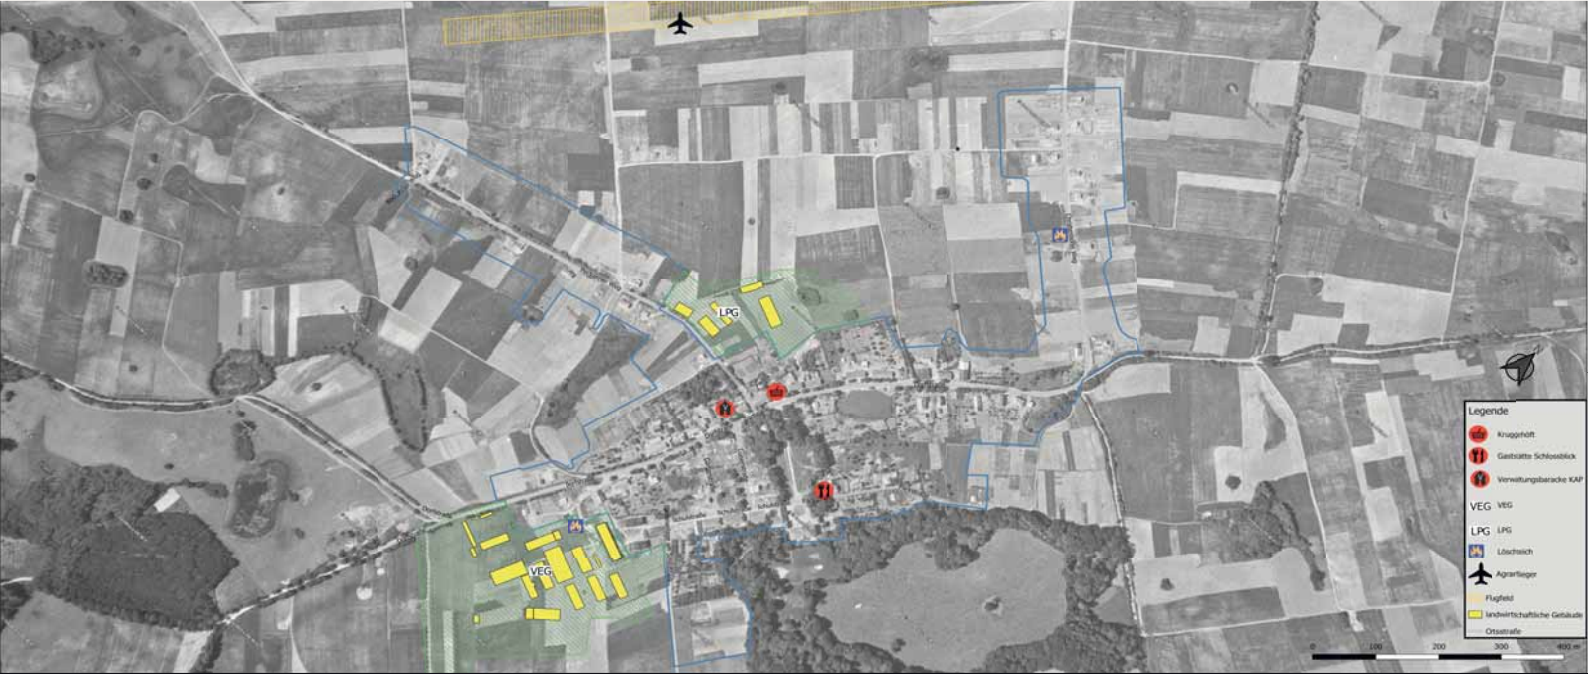 LPG
VEG
Dorfstraße
Legende
Kruggehöft
Gaststätte Schlossblick
Verwaltungsbaracke KAP
VEG VEG
LPG LPG
Löschteich
Agrarflieger
Flugfeld
landwirtschaftliche Gebäude
Ortsstraße
0 100 200 300 400 m